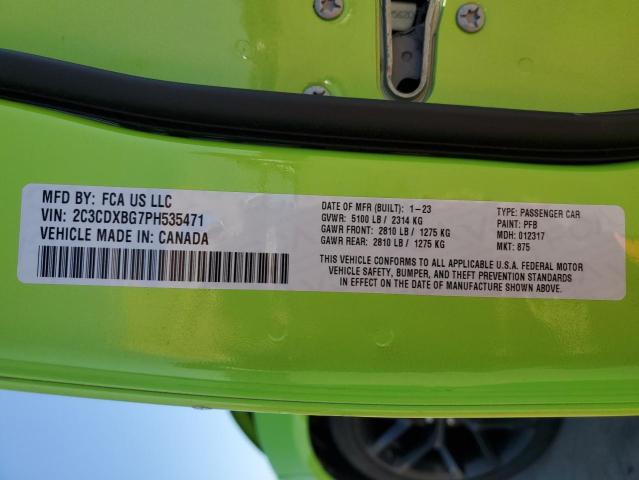 MFD BY: FCA US LLC
VIN: 2C3CDXBG7PH535471
VEHICLE MADE IN: CANADA
DATE OF MFR (BUILT): 1-23
GVWR: 5100 LB / 2314 KG
GAWR FRONT: 2810 LB / 1275 KG
GAWR REAR: 2810 LB / 1275 KG
TYPE: PASSENGER CAR
PAINT: PFB
MDH: 012317
MKT: 875
THIS VEHICLE CONFORMS TO ALL APPLICABLE U.S.A. FEDERAL MOTOR
VEHICLE SAFETY, BUMPER, AND THEFT PREVENTION STANDARDS
IN EFFECT ON THE DATE OF MANUFACTURE SHOWN ABOVE.